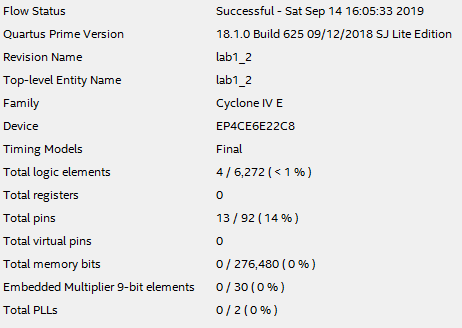 Flow Status Successful - Sat Sep 14 16:05:33 2019
Quartus Prime Version 18.1.0 Build 625 09/12/2018 SJ Lite Edition
Revision Name lab1_2
Top-level Entity Name lab1_2
Family Cyclone IV E
Device EP4CE6E22C8
Timing Models Final
Total logic elements 4 / 6,272 ( < 1 % )
Total registers 0
Total pins 13 / 92 ( 14 % )
Total virtual pins 0
Total memory bits 0 / 276,480 ( 0 % )
Embedded Multiplier 9-bit elements 0 / 30 ( 0 % )
Total PLLs 0 / 2 ( 0 % )